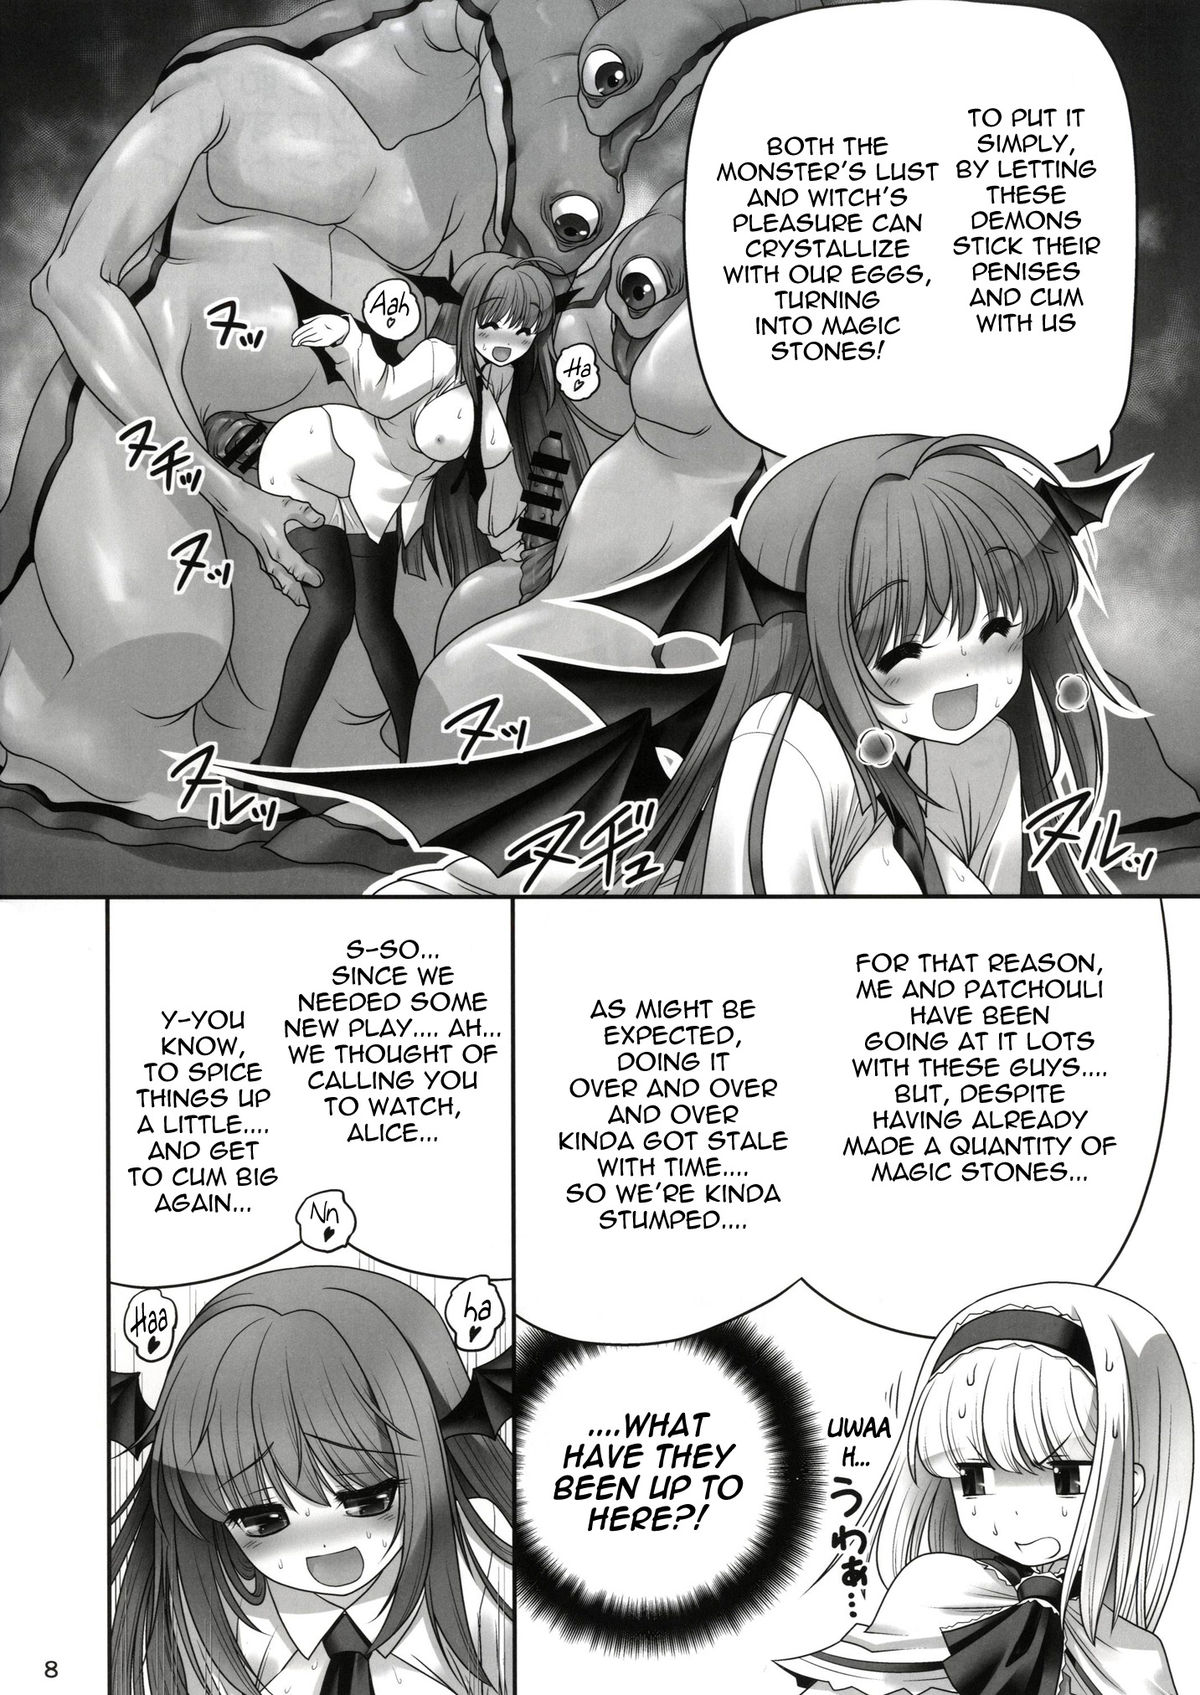 TO PUT IT
SIMPLY,
BY LETTING
THESE
DEMONS
STICK THEIR
PENISES
AND CUM
WITH US
BOTH THE
MONSTER'S LUST
AND WITCH'S
PLEASURE CAN
CRYSTALLIZE
WITH OUR EGGS,
TURNING
INTO MAGIC
STONES!
Aah
Ha
ヌッ
ヌチッ
ヌッ
ヌルッ
ヌッ
ヌヂュ
ヌルッ
FOR THAT REASON,
ME AND PATCHOULI
HAVE BEEN
GOING AT IT LOTS
WITH THESE GUYS....
BUT, DESPITE
HAVING ALREADY
MADE A QUANTITY OF
MAGIC STONES...
AS MIGHT BE
EXPECTED,
DOING IT
OVER AND OVER
AND OVER
KINDA GOT STALE
WITH TIME....
SO WE'RE KINDA
STUMPED....
UWAA
H...
うわぁ…
....WHAT
HAVE THEY
BEEN UP TO
HERE?!
S-SO...
SINCE WE
NEEDED SOME
NEW PLAY.... AH...
WE THOUGHT OF
CALLING YOU
TO WATCH,
ALICE...
Y-YOU
KNOW,
TO SPICE
THINGS UP
A LITTLE....
AND GET
TO CUM BIG
AGAIN...
Nn
ha
Haa
8